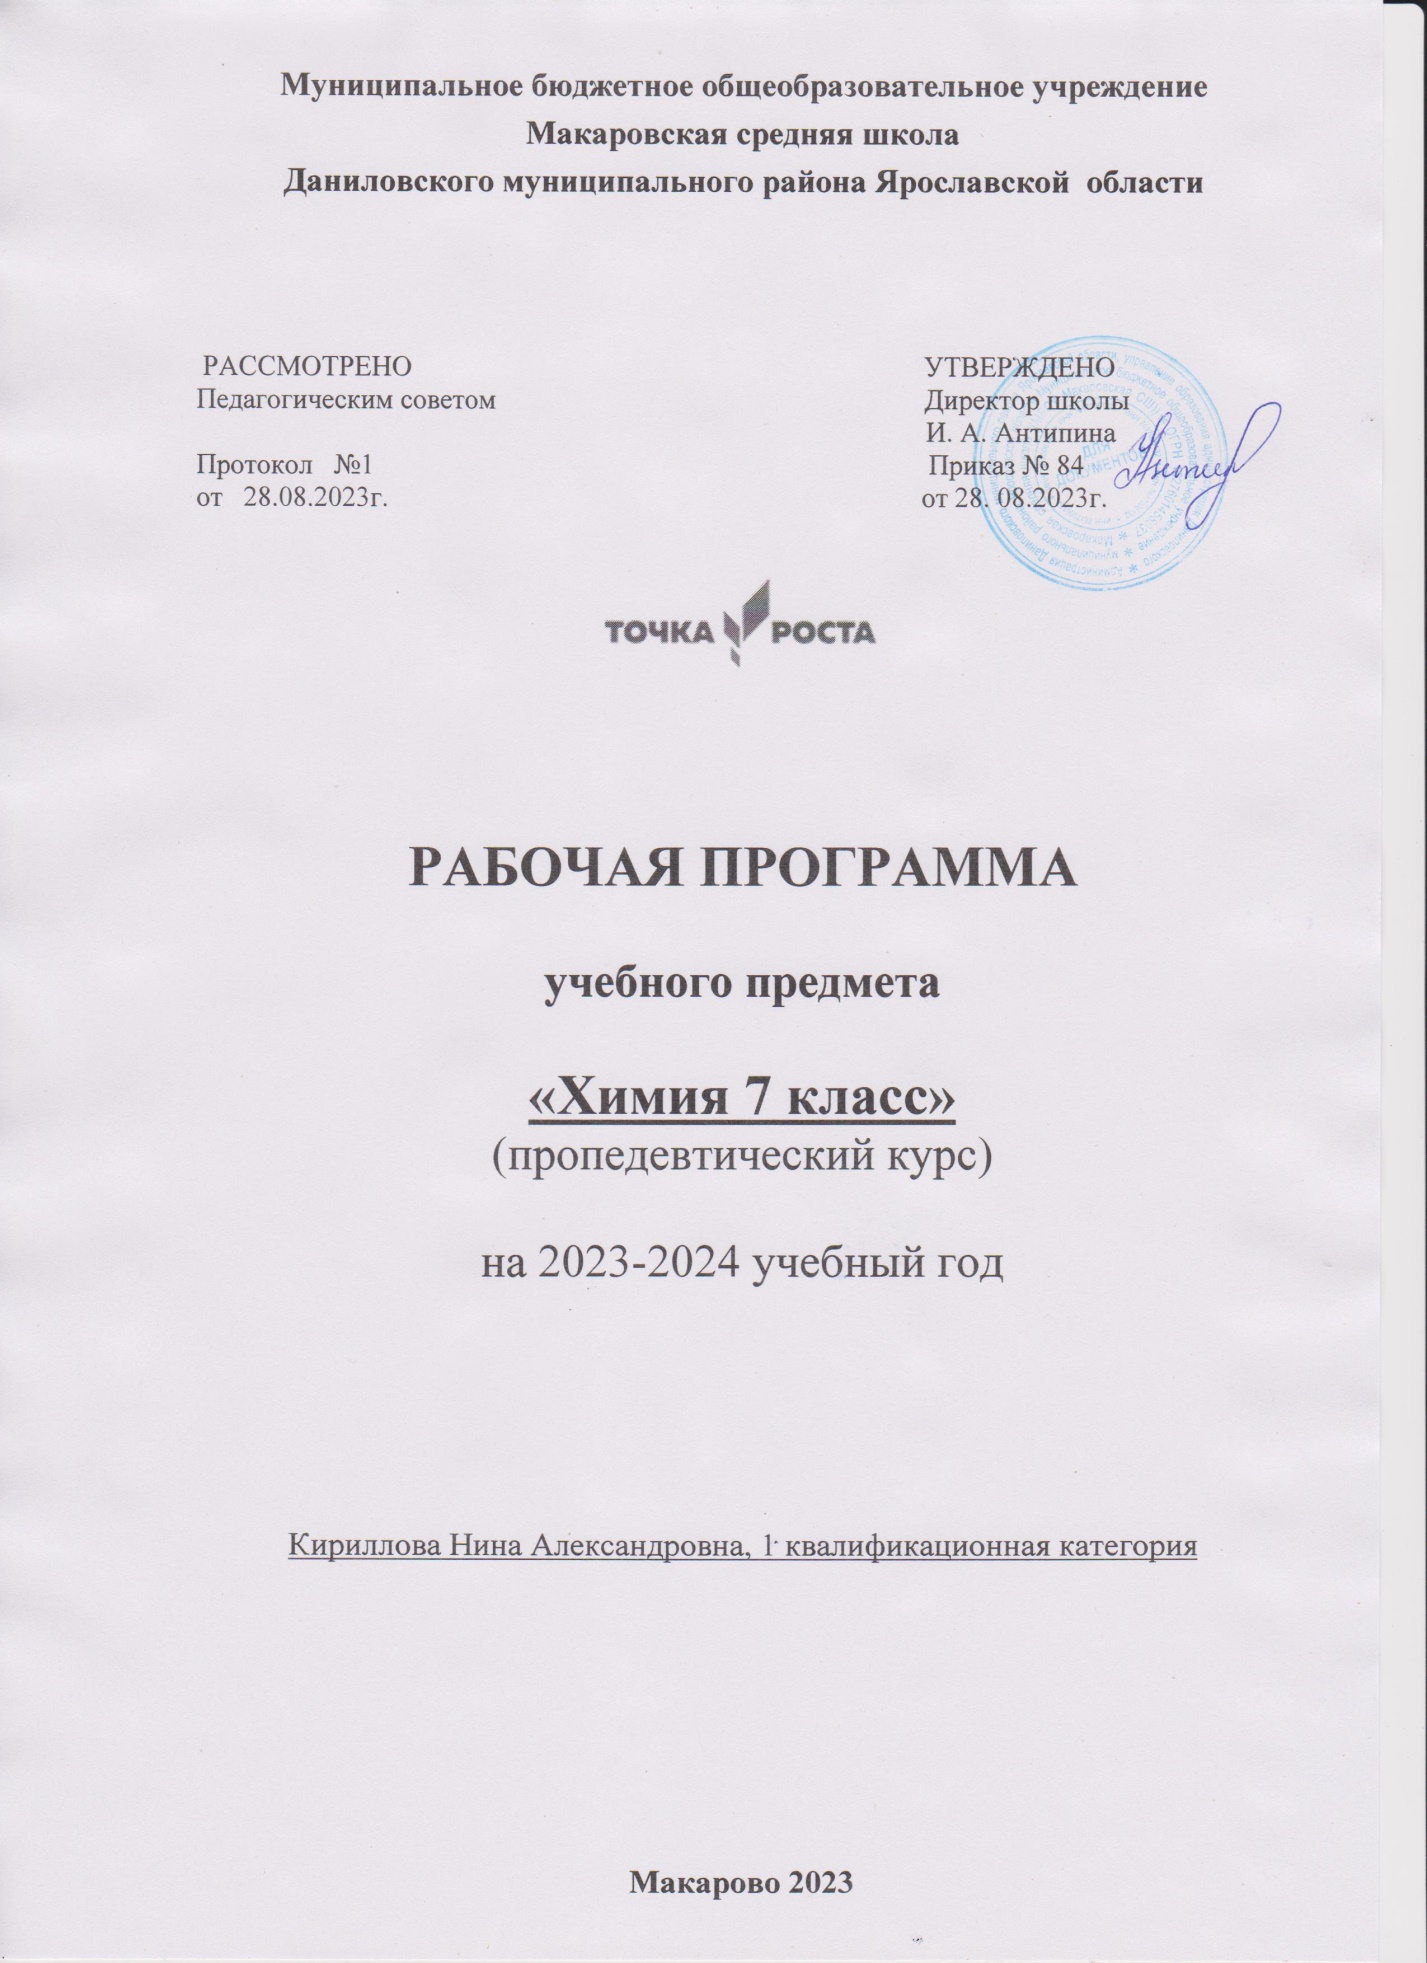 Муниципальное бюджетное общеобразовательное учреждение
Макаровская средняя школа
Даниловского муниципального района Ярославской области
РАССМОТРЕНО
Педагогическим советом
Протокол №1
от 28.08.2023г.
УТВЕРЖДЕНО
Директор школы
И. А. Антипина
Приказ № 84
от 28. 08.2023г.
ДЛЯ
ДОКУМЕНТОВ
ТОЧКА РОСТА
РАБОЧАЯ ПРОГРАММА
учебного предмета
«Химия 7 класс»
(пропедевтический курс)
на 2023-2024 учебный год
Кириллова Нина Александровна, 1 квалификационная категория
Макарово 2023